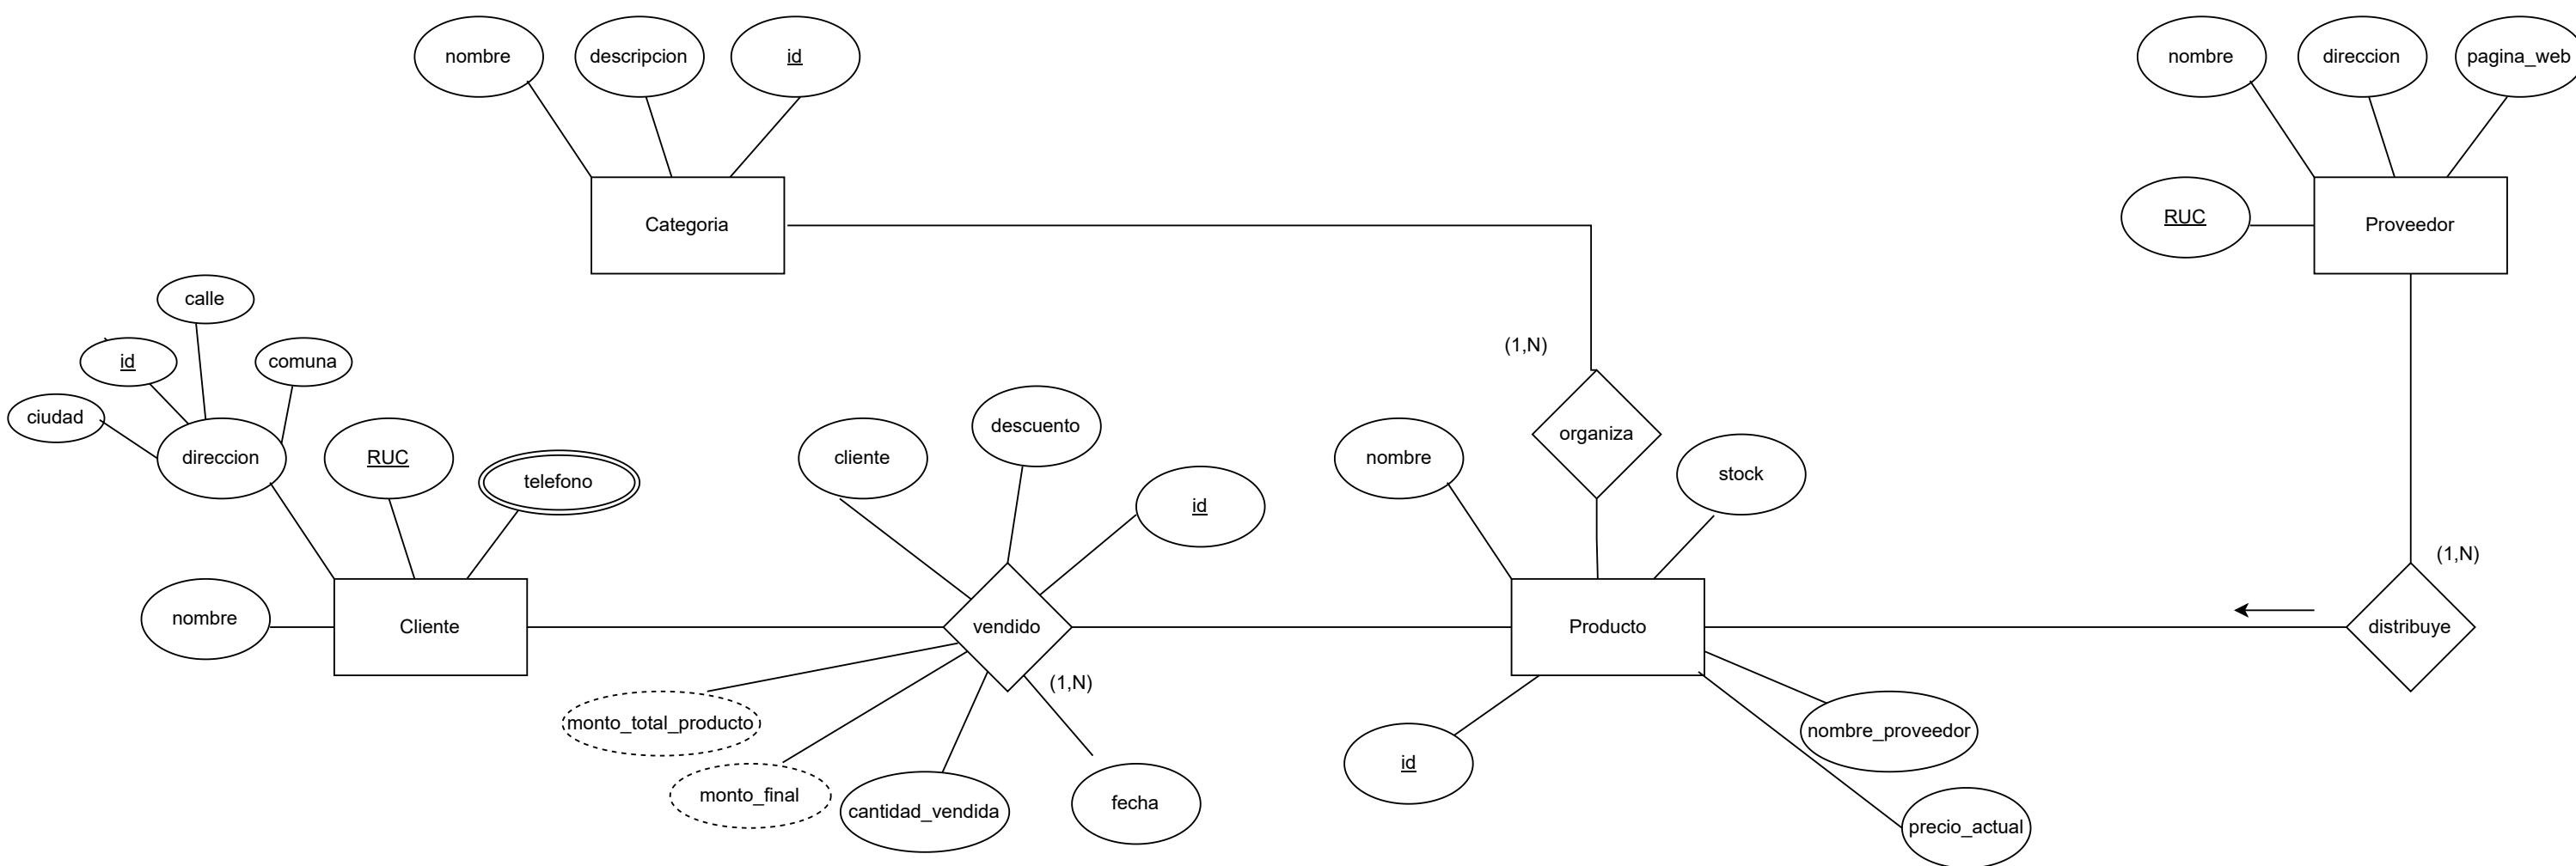 nombre
descripcion
id
nombre
direccion
pagina_web
RUC
Categoria
Proveedor
calle
id
comuna
ciudad
direccion
RUC
telefono
nombre
Cliente
cliente
descuento
id
vendido
(1,N)
monto_total_producto
monto_final
cantidad_vendida
fecha
(1,N)
organiza
nombre
stock
Producto
id
nombre_proveedor
precio_actual
(1,N)
distribuye